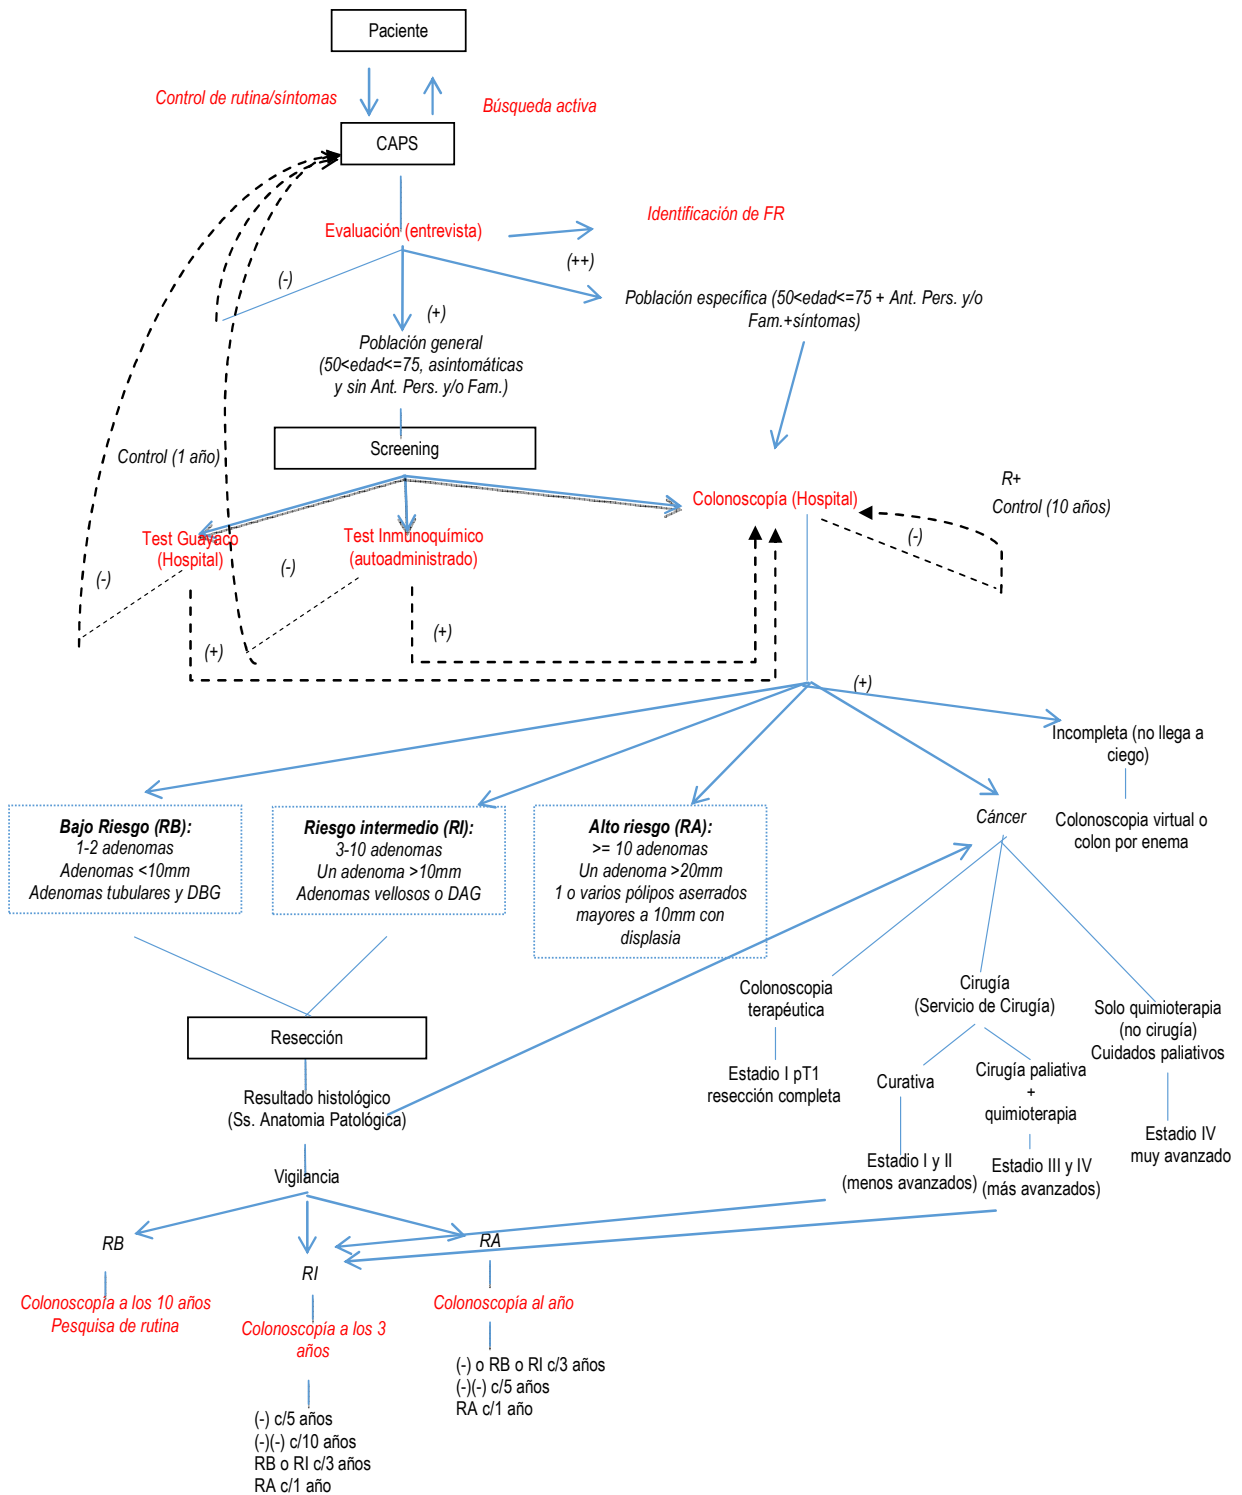 Paciente
Control de rutina/síntomas
Búsqueda activa
CAPS
Identificación de FR
Evaluación (entrevista)
(++)
(-)
Población específica (50<edad<=75 + Ant. Pers. y/o
Fam.+síntomas)
(+)
Población general
(50<edad<=75, asintomáticas
y sin Ant. Pers. y/o Fam.)
Screening
Control (1 año)
R+
Control (10 años)
Colonoscopía (Hospital)
Test Guayaco
(Hospital)
Test Inmunoquímico
(autoadministrado)
(-)
(-)
(-)
(+)
(+)
(+)
Incompleta (no llega a
ciego)
Colonoscopia virtual o
colon por enema
Bajo Riesgo (RB):
1-2 adenomas
Adenomas <10mm
Adenomas tubulares y DBG
Riesgo intermedio (RI):
3-10 adenomas
Un adenoma >10mm
Adenomas vellosos o DAG
Alto riesgo (RA):
>= 10 adenomas
Un adenoma >20mm
1 o varios pólipos aserrados
mayores a 10mm con
displasia
Cáncer
Colonoscopia
terapéutica
Cirugía
(Servicio de Cirugía)
Solo quimioterapia
(no cirugía)
Cuidados paliativos
Resección
Estadio I pT1
resección completa
Curativa
Cirugía paliativa
+
quimioterapia
Resultado histológico
(Ss. Anatomia Patológica)
Estadio IV
muy avanzado
Estadio I y II
(menos avanzados)
Estadio III y IV
(más avanzados)
Vigilancia
RB
RI
RA
Colonoscopía a los 10 años
Pesquisa de rutina
Colonoscopía a los 3
años
Colonoscopía al año
(-) o RB o RI c/3 años
(-)(-) c/5 años
RA c/1 año
(-) c/5 años
(-)(-) c/10 años
RB o RI c/3 años
RA c/1 año